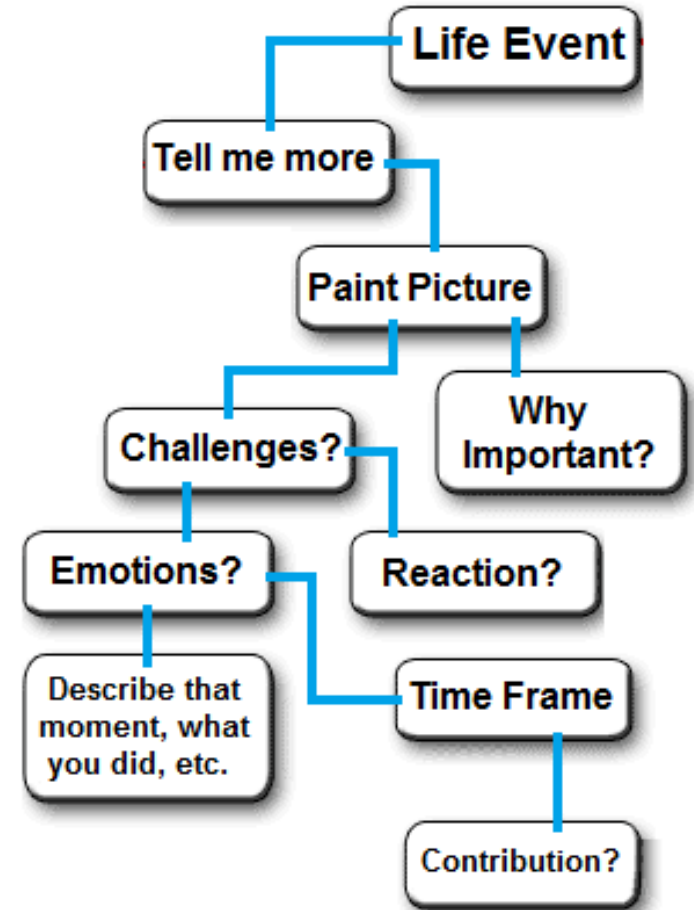 Life Event
Tell me more
Paint Picture
Why
Important?
Challenges?
Emotions?
Reaction?
Describe that
moment, what
you did, etc.
Time Frame
Contribution?